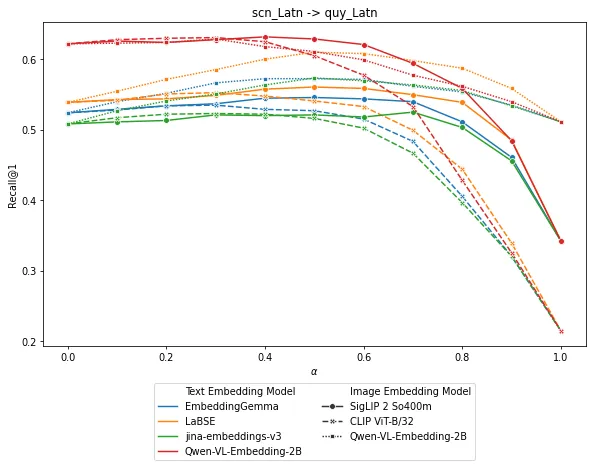 scn_Latn -> quy_Latn
Recall@1
0.6
0.5
0.4
0.3
0.2
0.0
0.2
0.4
0.6
0.8
1.0
α
Text Embedding Model
EmbeddingGemma
LaBSE
jina-embeddings-v3
Qwen-VL-Embedding-2B
Image Embedding Model
SigLIP 2 So400m
CLIP ViT-B/32
Qwen-VL-Embedding-2B